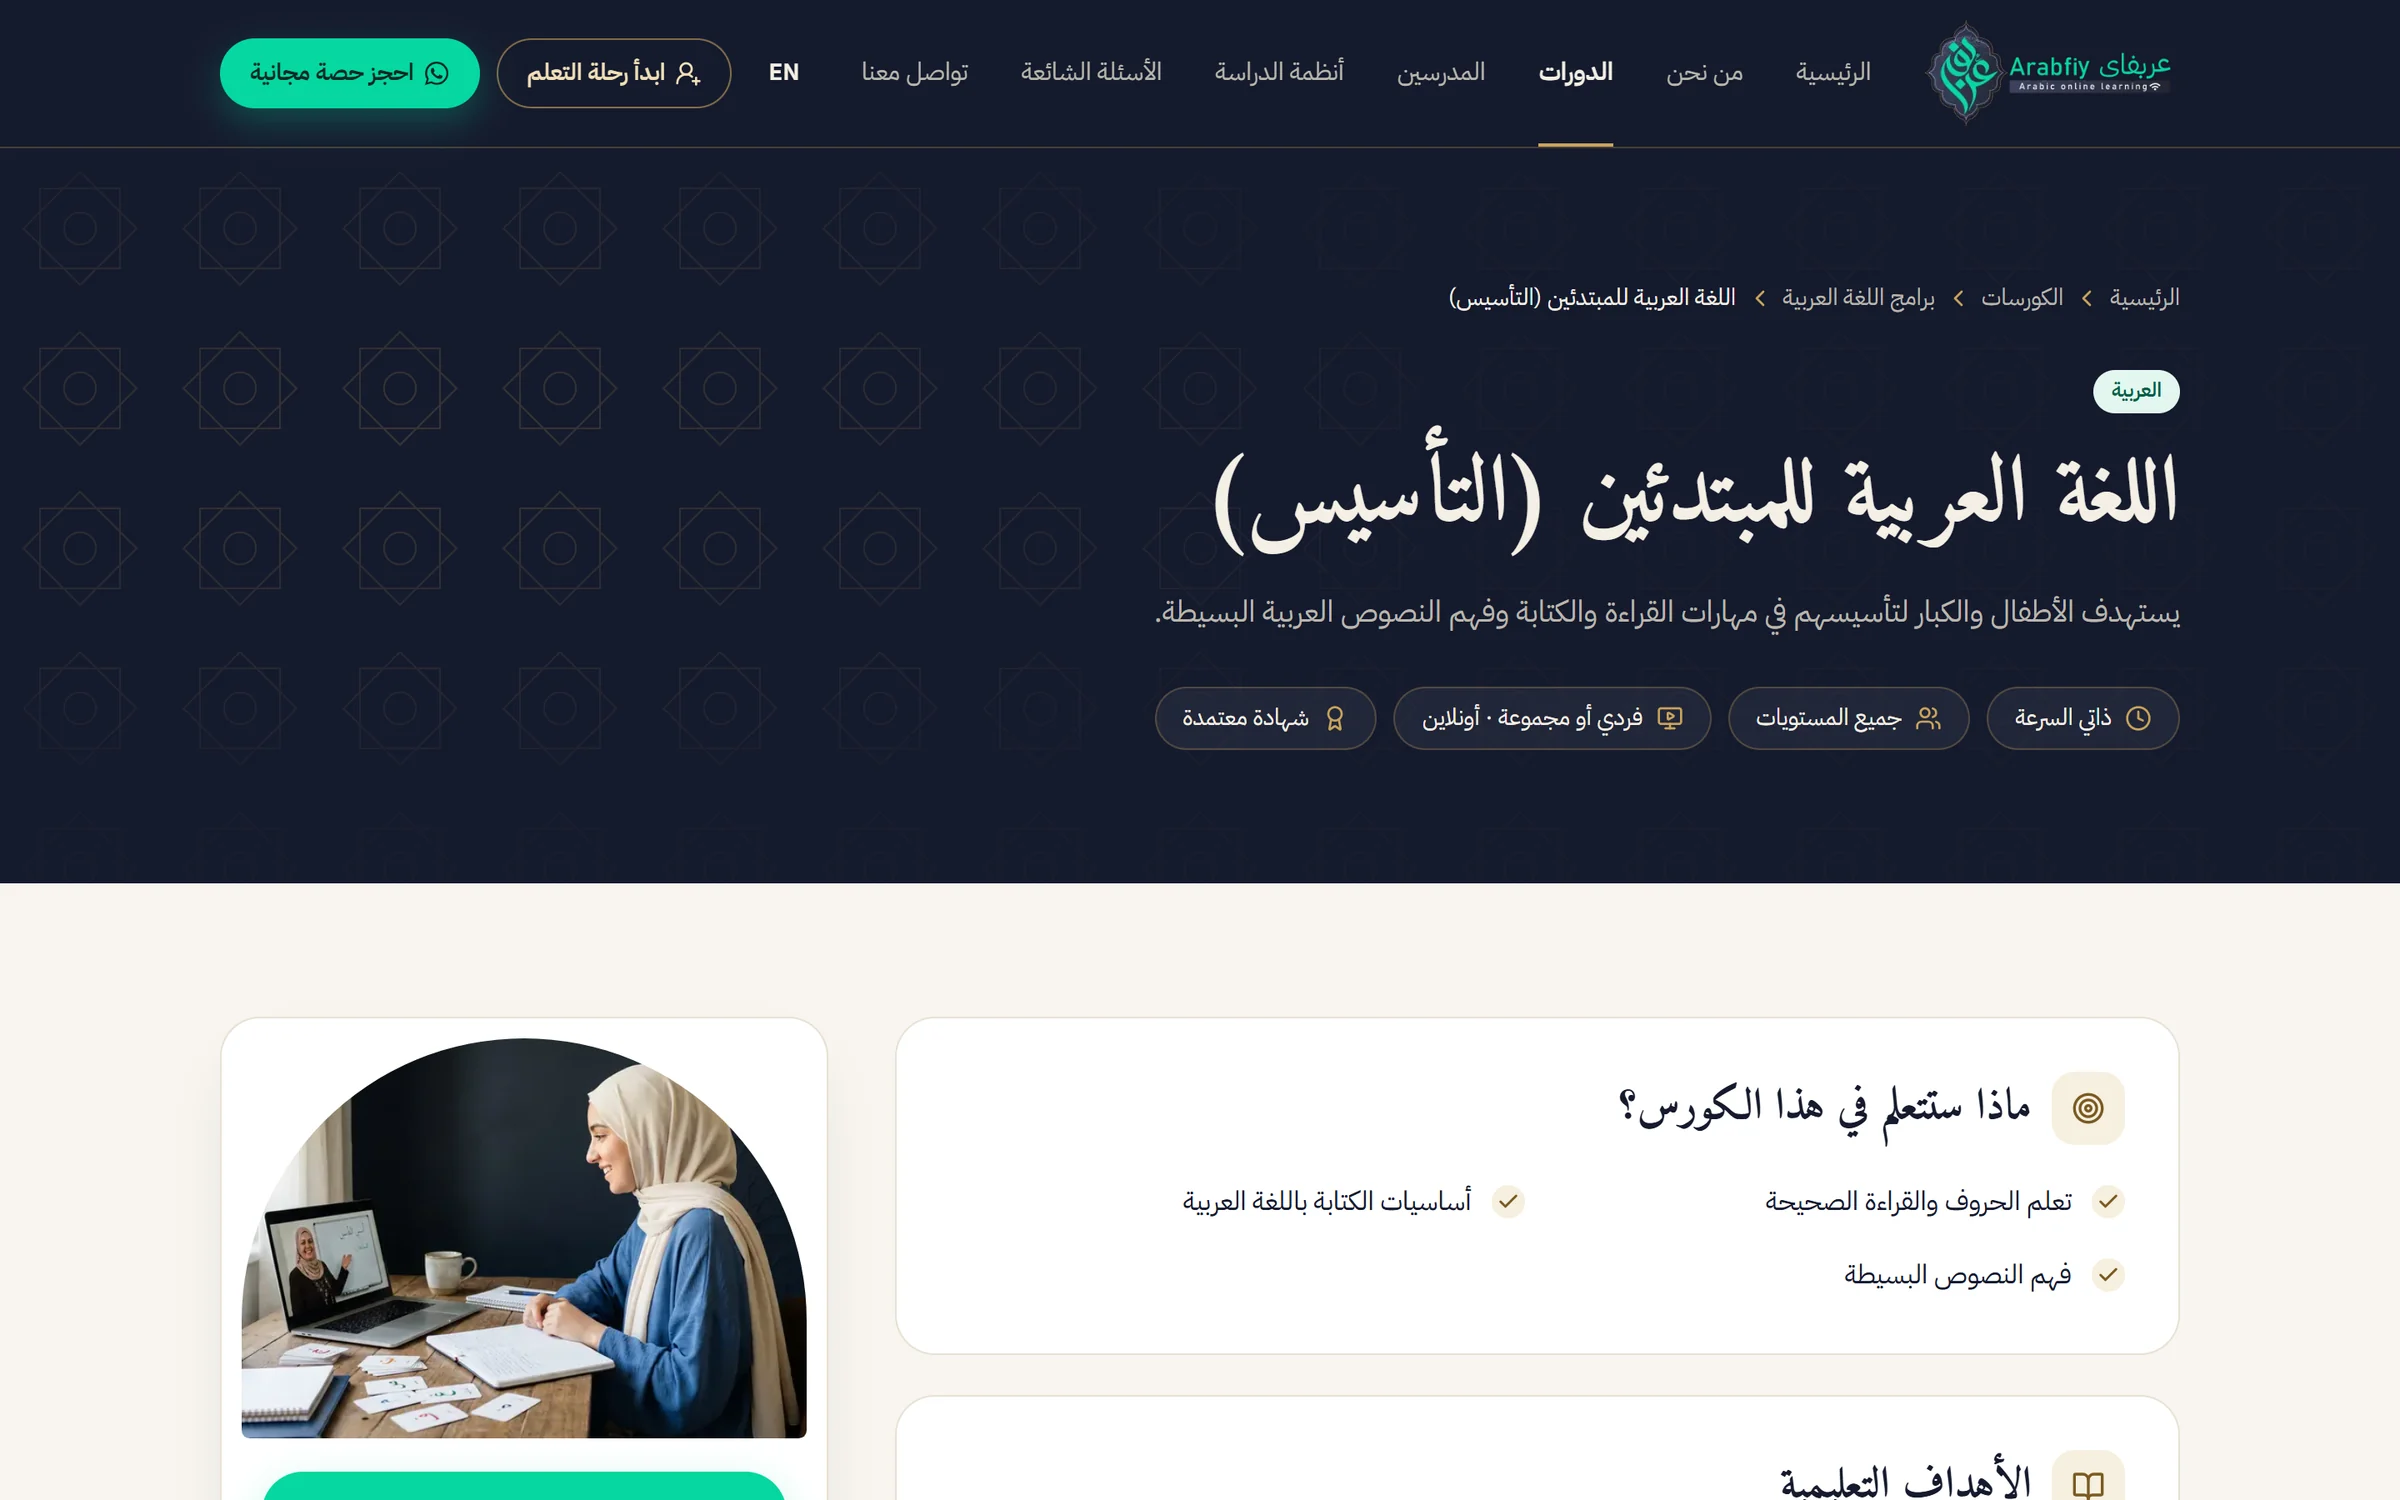 عربفاي Arabfiy
Arabic online learning
الرئيسية
من نحن
الدورات
المدرسين
أنظمة الدراسة
الأسئلة الشائعة
تواصل معنا
EN
ابدأ رحلة التعلم
احجز حصة مجانية
الرئيسية
الكورسات
برامج اللغة العربية
اللغة العربية للمبتدئين (التأسيس)
العربية
اللغة العربية للمبتدئين (التأسيس)
يستهدف الأطفال والكبار لتأسيسهم في مهارات القراءة والكتابة وفهم النصوص العربية البسيطة.
ذاتي السرعة
جميع المستويات
فردي أو مجموعة · أونلاين
شهادة معتمدة
ماذا ستتعلم في هذا الكورس؟
تعلم الحروف والقراءة الصحيحة
أساسيات الكتابة باللغة العربية
فهم النصوص البسيطة
الأهداف التعليمية